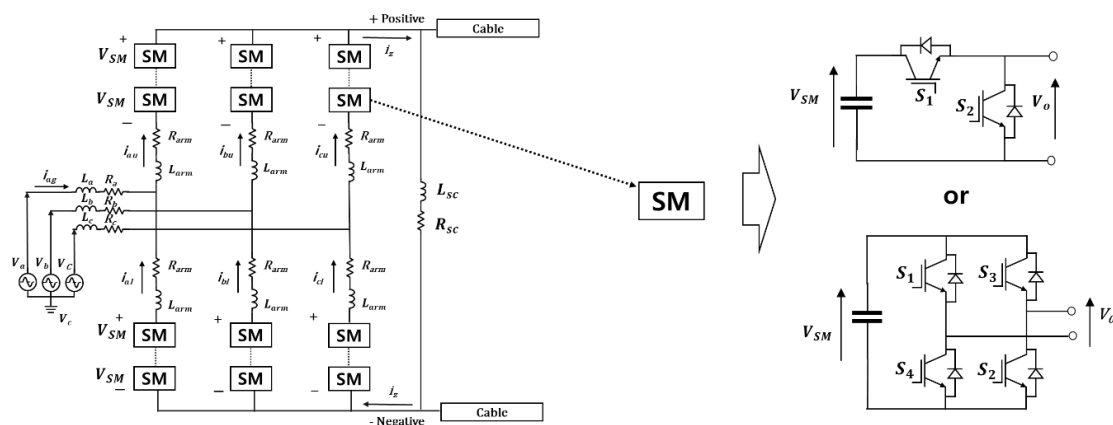 + Positive
Cable
+ + +
V_SM SM SM SM
i_z
V_SM SM SM SM
− − −
R_arm R_arm R_arm
i_au i_bu i_cu
L_arm L_arm L_arm
i_ag L_a R_a
L_b R_b
L_c R_c
V_a V_b V_C
V_c
L_sc
R_sc
R_arm R_arm R_arm
i_al i_bl i_cl
L_arm L_arm L_arm
+ + +
V_SM SM SM SM
V_SM SM SM SM
− − −
i_z
- Negative
Cable
SM
V_SM
S_1
S_2
V_o
or
V_SM
S_1
S_3
V_o
S_4
S_2